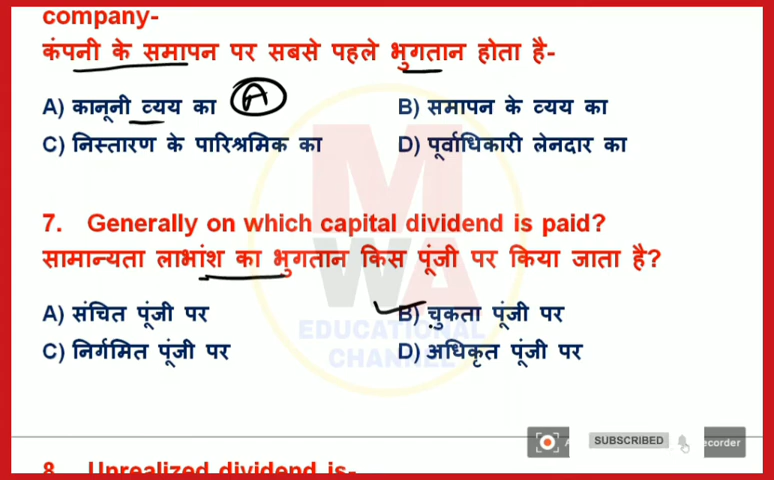 company-
कंपनी के समापन पर सबसे पहले भुगतान होता है-
A) कानूनी व्यय का A B) समापन के व्यय का
C) निस्तारण के पारिश्रमिक का D) पूर्वाधिकारी लेनदार का
7. Generally on which capital dividend is paid?
सामान्यता लाभांश का भुगतान किस पूंजी पर किया जाता है?
A) संचित पूंजी पर B) चुकता पूंजी पर
C) निर्गमित पूंजी पर D) अधिकृत पूंजी पर
MWA
EDUCATIONAL
CHANNEL
SUBSCRIBED
8. Unrealized dividend is-